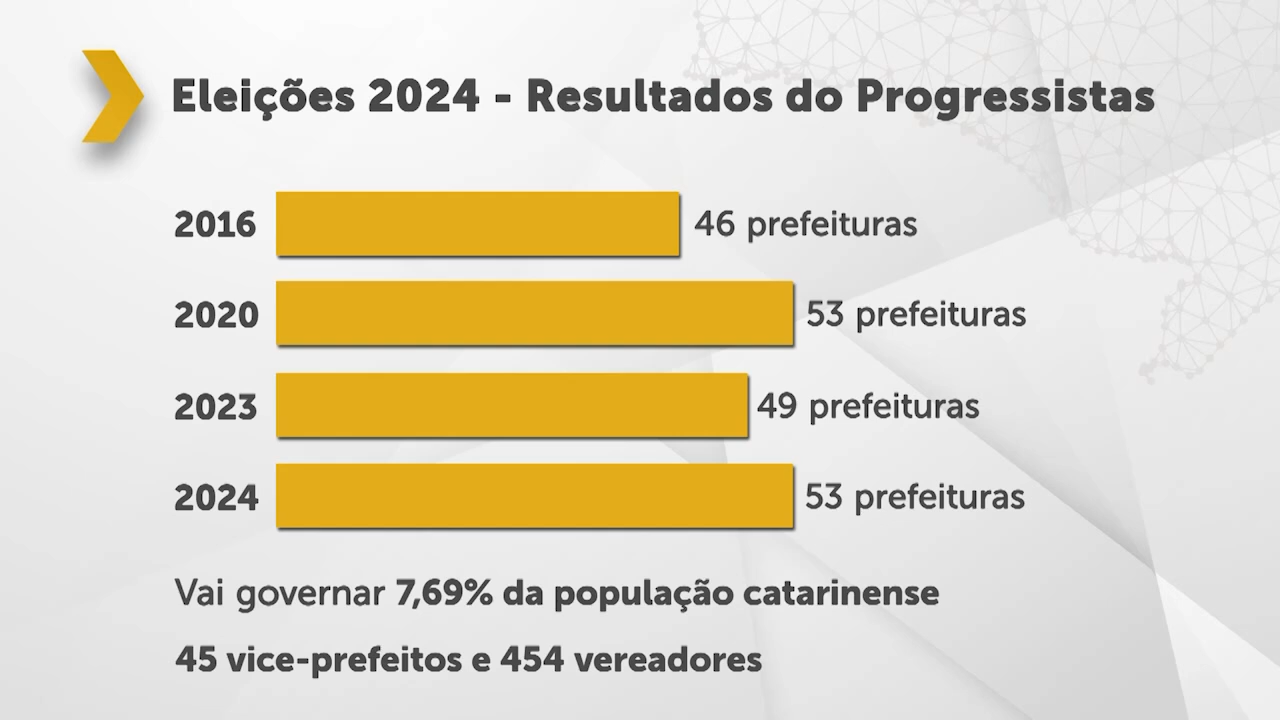 Eleições 2024 - Resultados do Progressistas
2016 46 prefeituras
2020 53 prefeituras
2023 49 prefeituras
2024 53 prefeituras
Vai governar 7,69% da população catarinense
45 vice-prefeitos e 454 vereadores